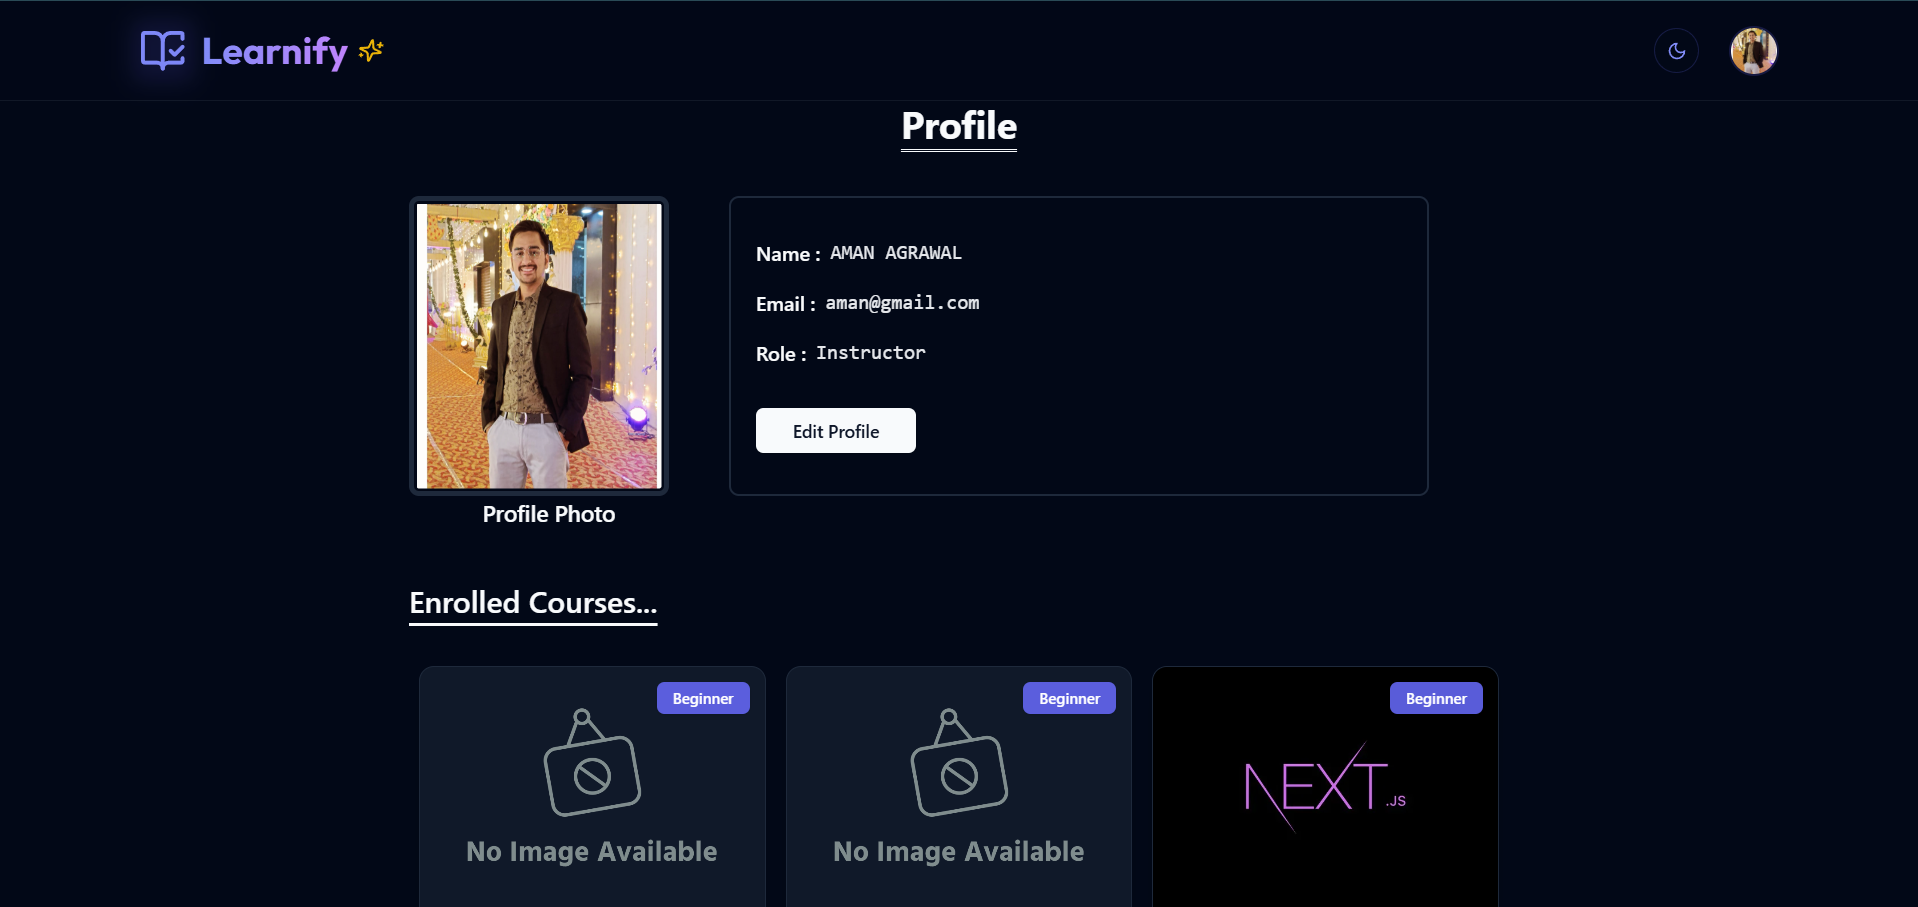 Learnify
Profile
Name : AMAN AGRAWAL
Email : aman@gmail.com
Role : Instructor
Edit Profile
Profile Photo
Enrolled Courses...
Beginner
No Image Available
Beginner
No Image Available
Beginner
NEXT.JS